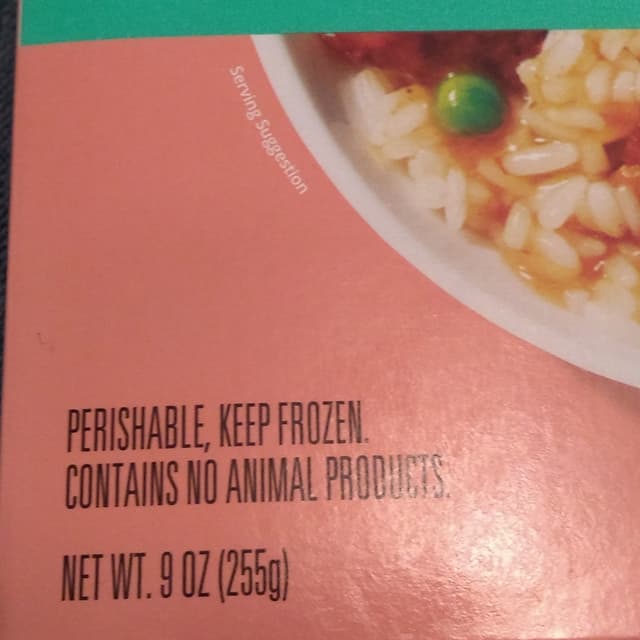 Serving Suggestion
PERISHABLE, KEEP FROZEN.
CONTAINS NO ANIMAL PRODUCTS.
NET WT. 9 OZ (255g)